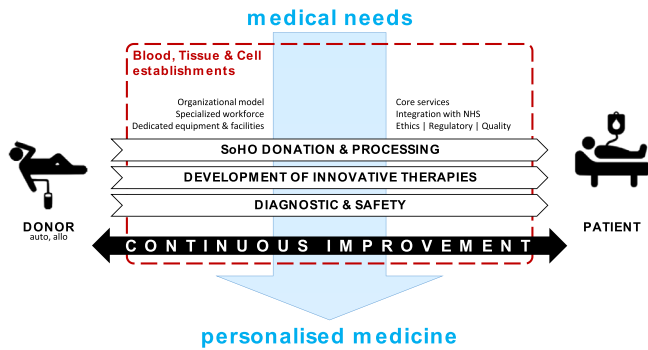 medical needs
Blood, Tissue & Cell
establishments
Organizational model
Specialized workforce
Dedicated equipment & facilities
Core services
Integration with NHS
Ethics | Regulatory | Quality
SoHO DONATION & PROCESSING
DEVELOPMENT OF INNOVATIVE THERAPIES
DIAGNOSTIC & SAFETY
DONOR
auto, allo
PATIENT
CONTINUOUS IMPROVEMENT
personalised medicine